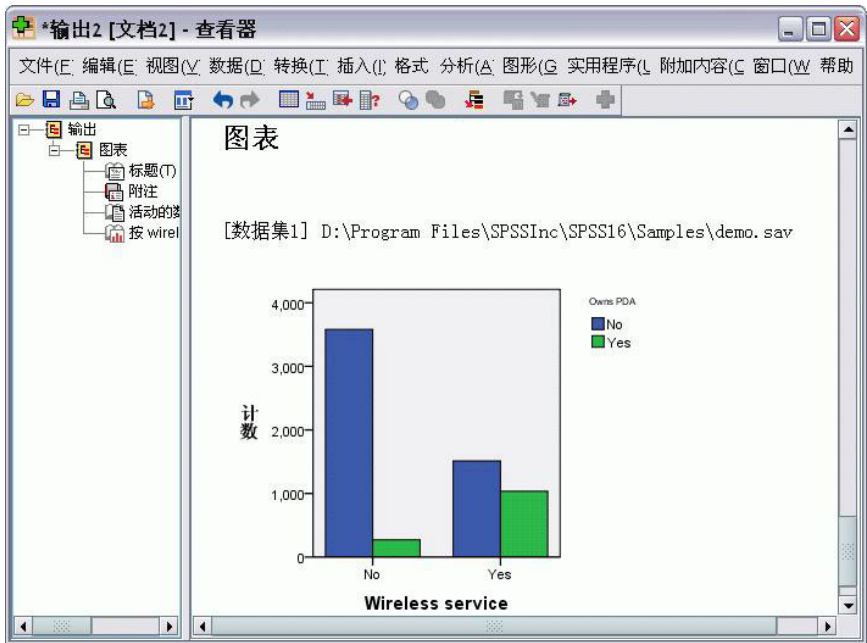 *输出2 [文档2] - 查看器
文件(E 编辑(E 视图(V 数据(D 转换(T 插入(I; 格式 分析(A 图形(G 实用程序(L 附加内容(C 窗口(W 帮助
输出
图表
标题(T)
附注
活动的数
按 wirel
图表
[数据集1] D:\Program Files\SPSSInc\SPSS16\Samples\demo.sav
4,000
3,000
2,000
1,000
0
计数
No
Yes
Wireless service
Owns PDA
No
Yes